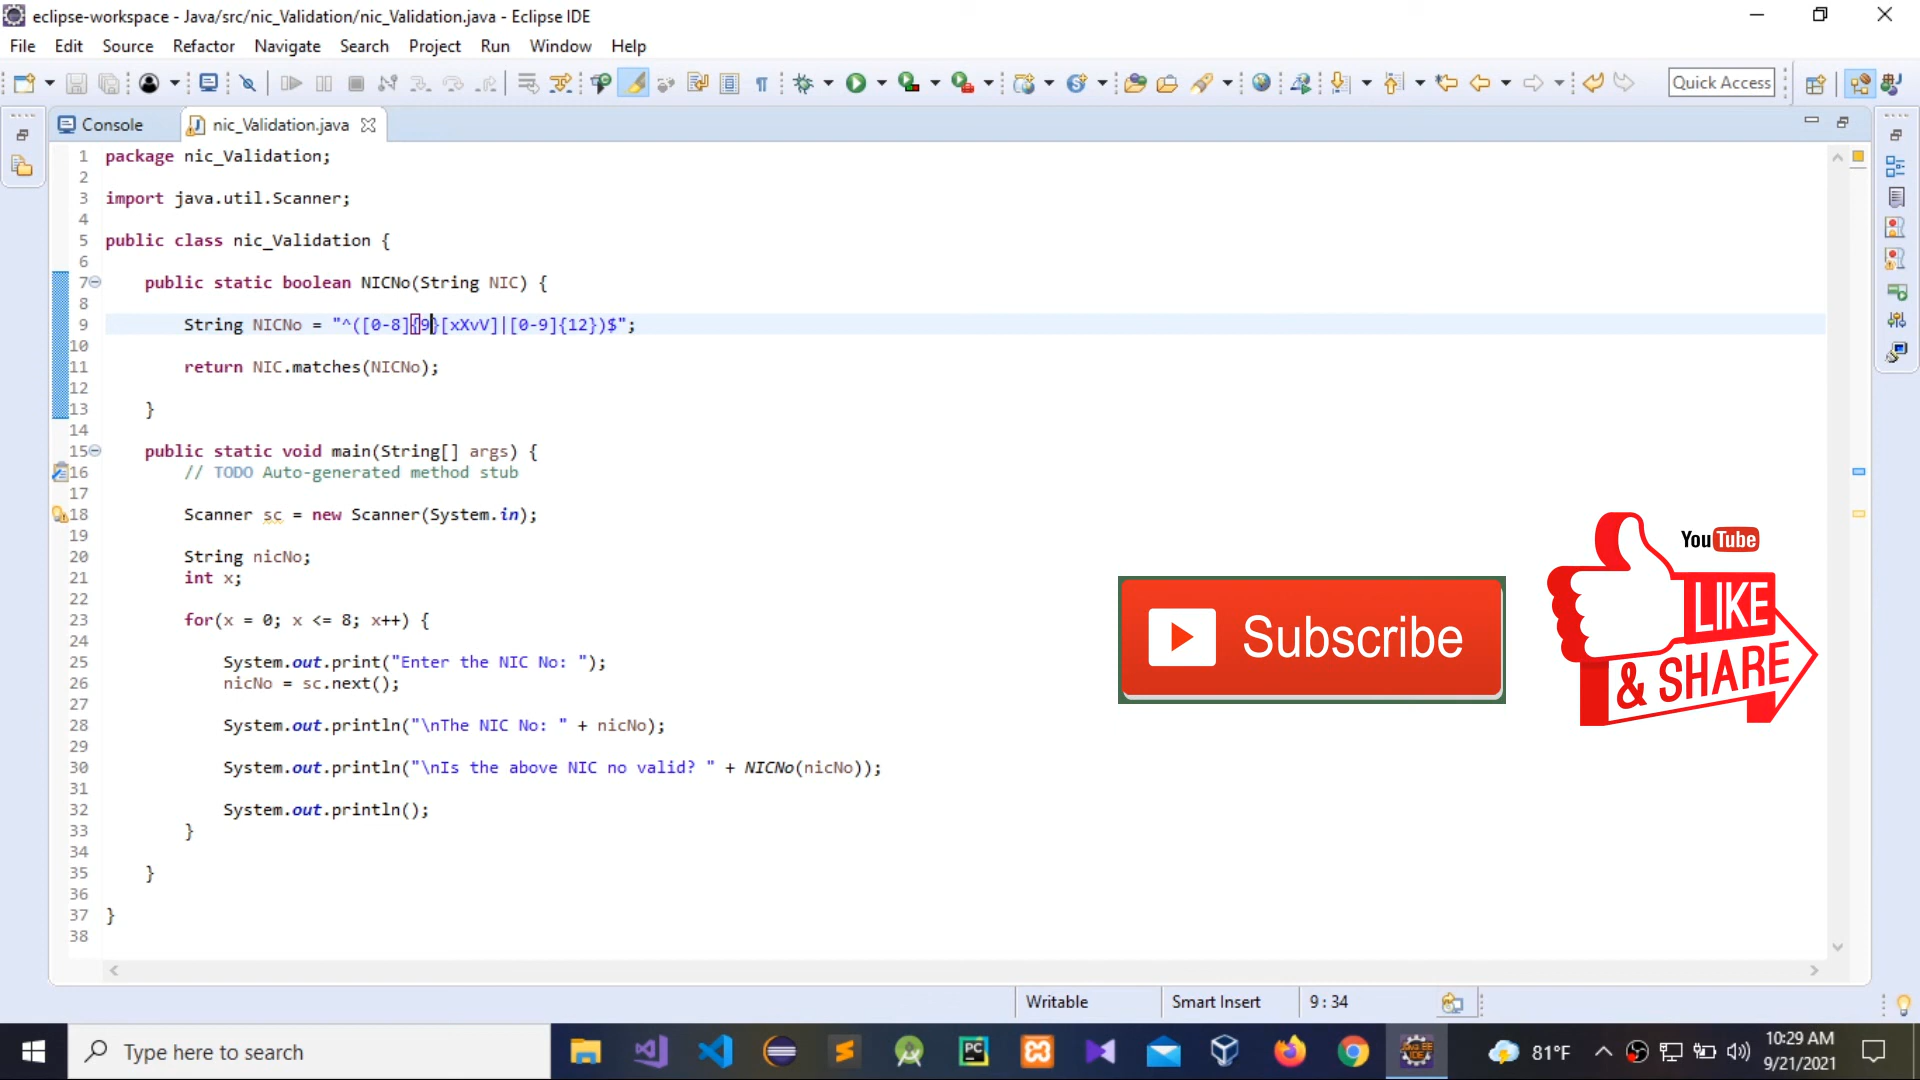 eclipse-workspace - Java/src/nic_Validation/nic_Validation.java - Eclipse IDE
File Edit Source Refactor Navigate Search Project Run Window Help
Quick Access
Console nic_Validation.java
1 package nic_Validation;
2
3 import java.util.Scanner;
4
5 public class nic_Validation {
6
7 public static boolean NICNo(String NIC) {
8
9 String NICNo = "^([0-8]{9}[xXvV]|[0-9]{12})$";
10
11 return NIC.matches(NICNo);
12
13 }
14
15 public static void main(String[] args) {
16 // TODO Auto-generated method stub
17
18 Scanner sc = new Scanner(System.in);
19
20 String nicNo;
21 int x;
22
23 for(x = 0; x <= 8; x++) {
24
25 System.out.print("Enter the NIC No: ");
26 nicNo = sc.next();
27
28 System.out.println("\nThe NIC No: " + nicNo);
29
30 System.out.println("\nIs the above NIC no valid? " + NICNo(nicNo));
31
32 System.out.println();
33 }
34
35 }
36
37 }
38
Subscribe
YouTube
LIKE
& SHARE
Writable Smart Insert 9 : 34
Type here to search
PC
81°F
10:29 AM
9/21/2021